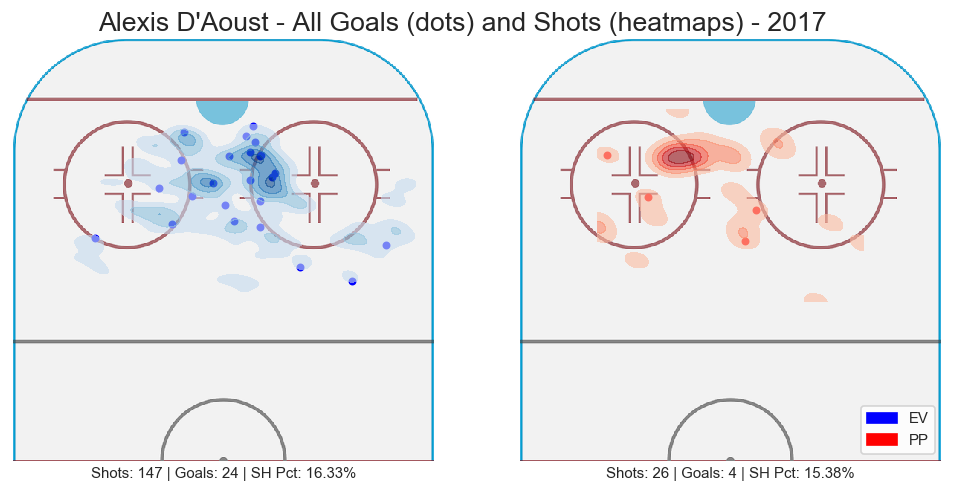 Alexis D'Aoust - All Goals (dots) and Shots (heatmaps) - 2017
EV
PP
Shots: 147 | Goals: 24 | SH Pct: 16.33%
Shots: 26 | Goals: 4 | SH Pct: 15.38%